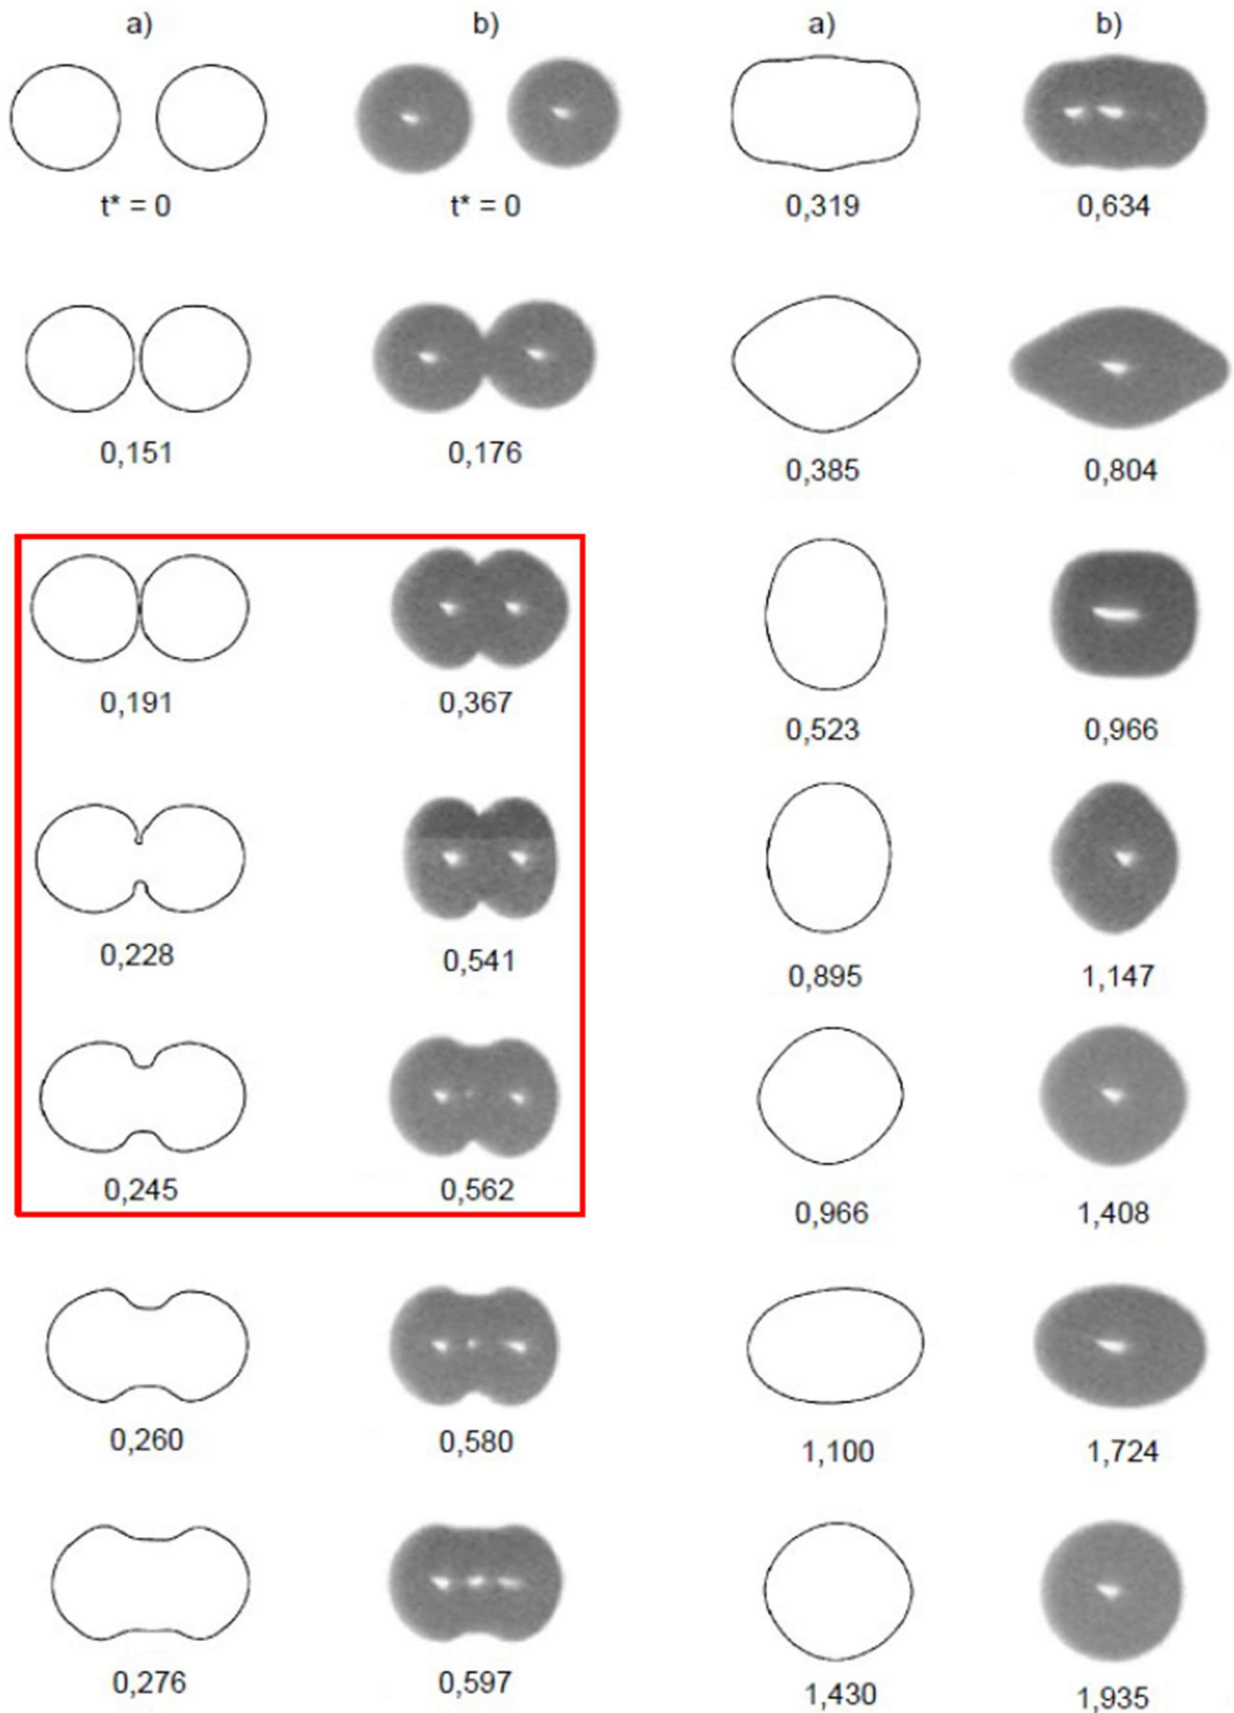 a) b) a) b)
t* = 0 t* = 0 0,319 0,634
0,151 0,176 0,385 0,804
0,191 0,367 0,523 0,966
0,228 0,541 0,895 1,147
0,245 0,562 0,966 1,408
0,260 0,580 1,100 1,724
0,276 0,597 1,430 1,935